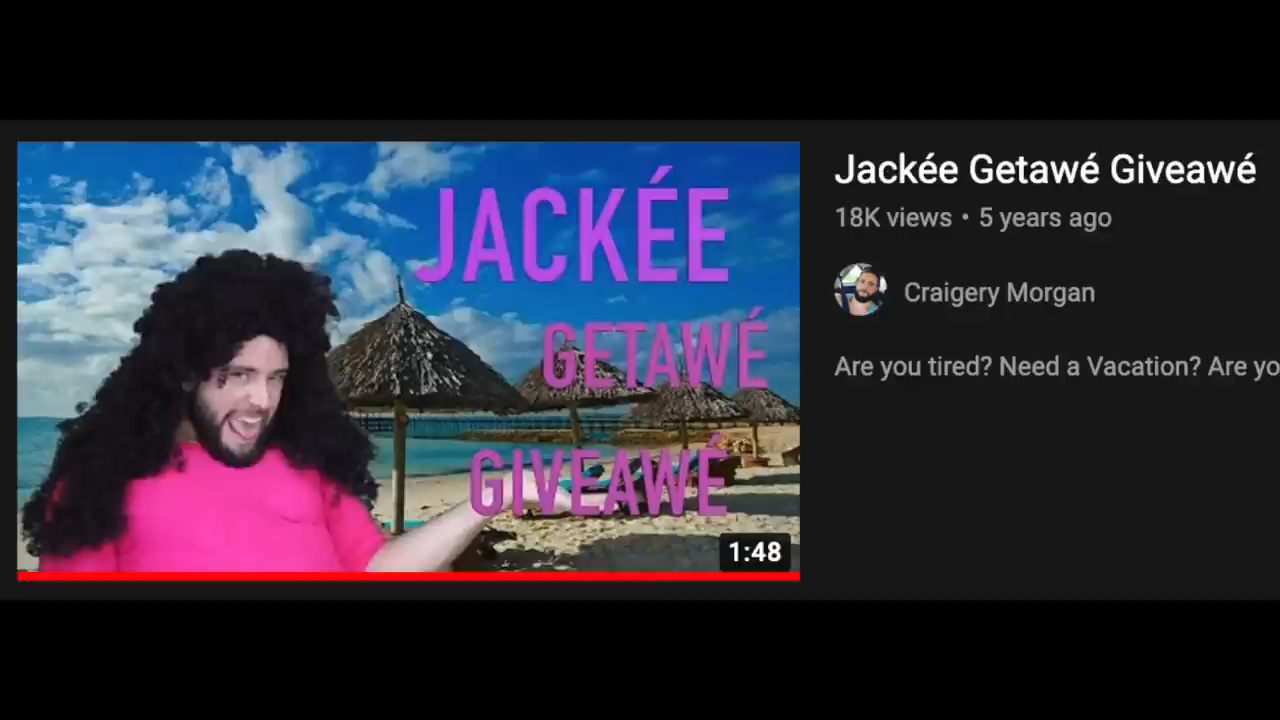 JACKÉE
GETAWÉ
GIVEAWÉ
1:48
Jackée Getawé Giveawé
18K views • 5 years ago
Craigery Morgan
Are you tired? Need a Vacation? Are yo